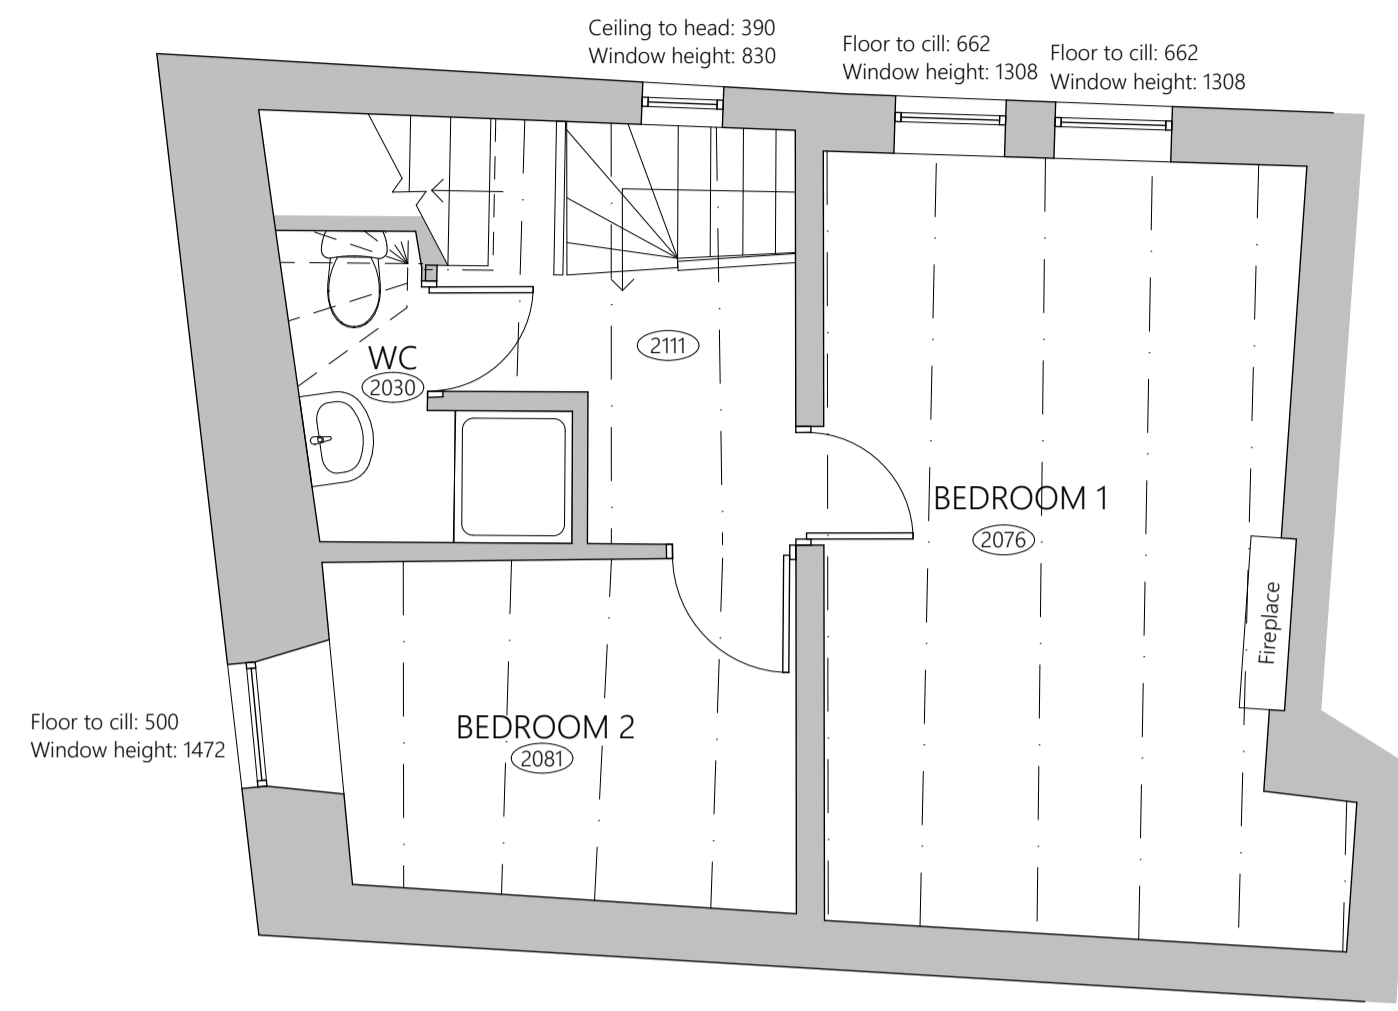 Ceiling to head: 390
Window height: 830
Floor to cill: 662
Window height: 1308
Floor to cill: 662
Window height: 1308
2111
WC
2030
BEDROOM 1
2076
Fireplace
BEDROOM 2
2081
Floor to cill: 500
Window height: 1472